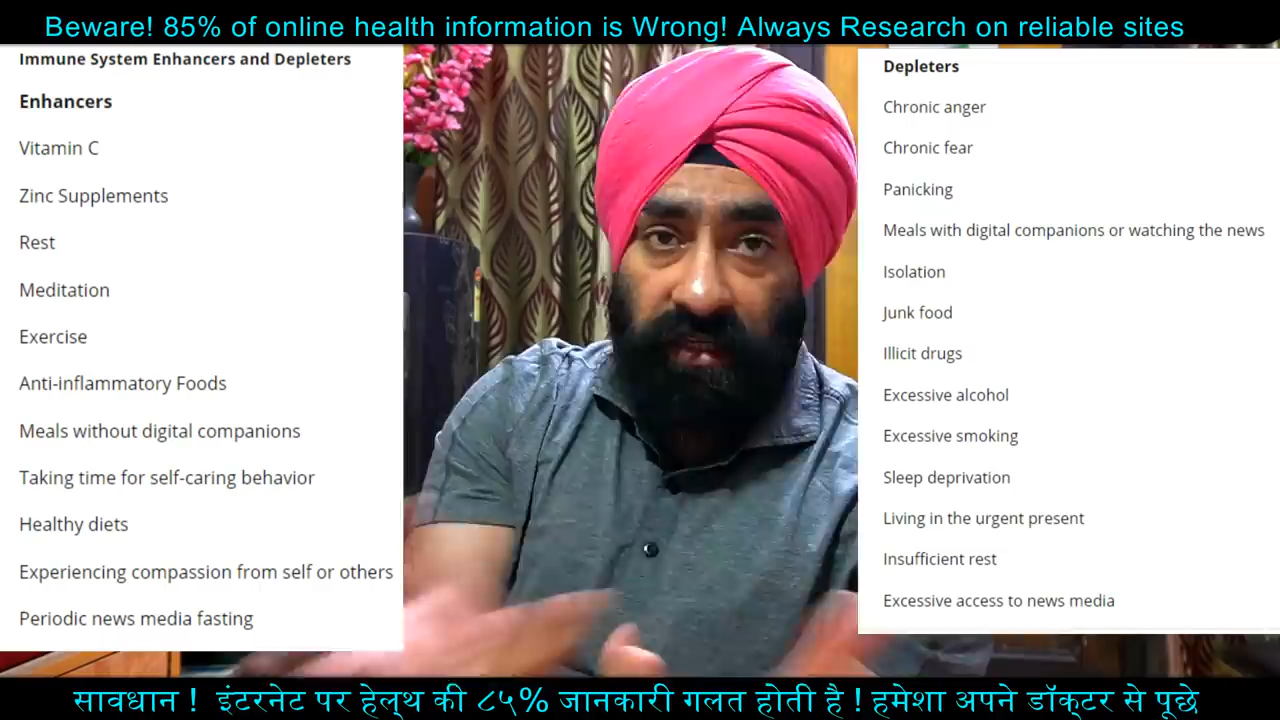 Beware! 85% of online health information is Wrong! Always Research on reliable sites
Immune System Enhancers and Depleters
Enhancers
Vitamin C
Zinc Supplements
Rest
Meditation
Exercise
Anti-inflammatory Foods
Meals without digital companions
Taking time for self-caring behavior
Healthy diets
Experiencing compassion from self or others
Periodic news media fasting
Depleters
Chronic anger
Chronic fear
Panicking
Meals with digital companions or watching the news
Isolation
Junk food
Illicit drugs
Excessive alcohol
Excessive smoking
Sleep deprivation
Living in the urgent present
Insufficient rest
Excessive access to news media
सावधान ! इंटरनेट पर हेल्थ की ८५% जानकारी गलत होती है ! हमेशा अपने डॉक्टर से पूछे